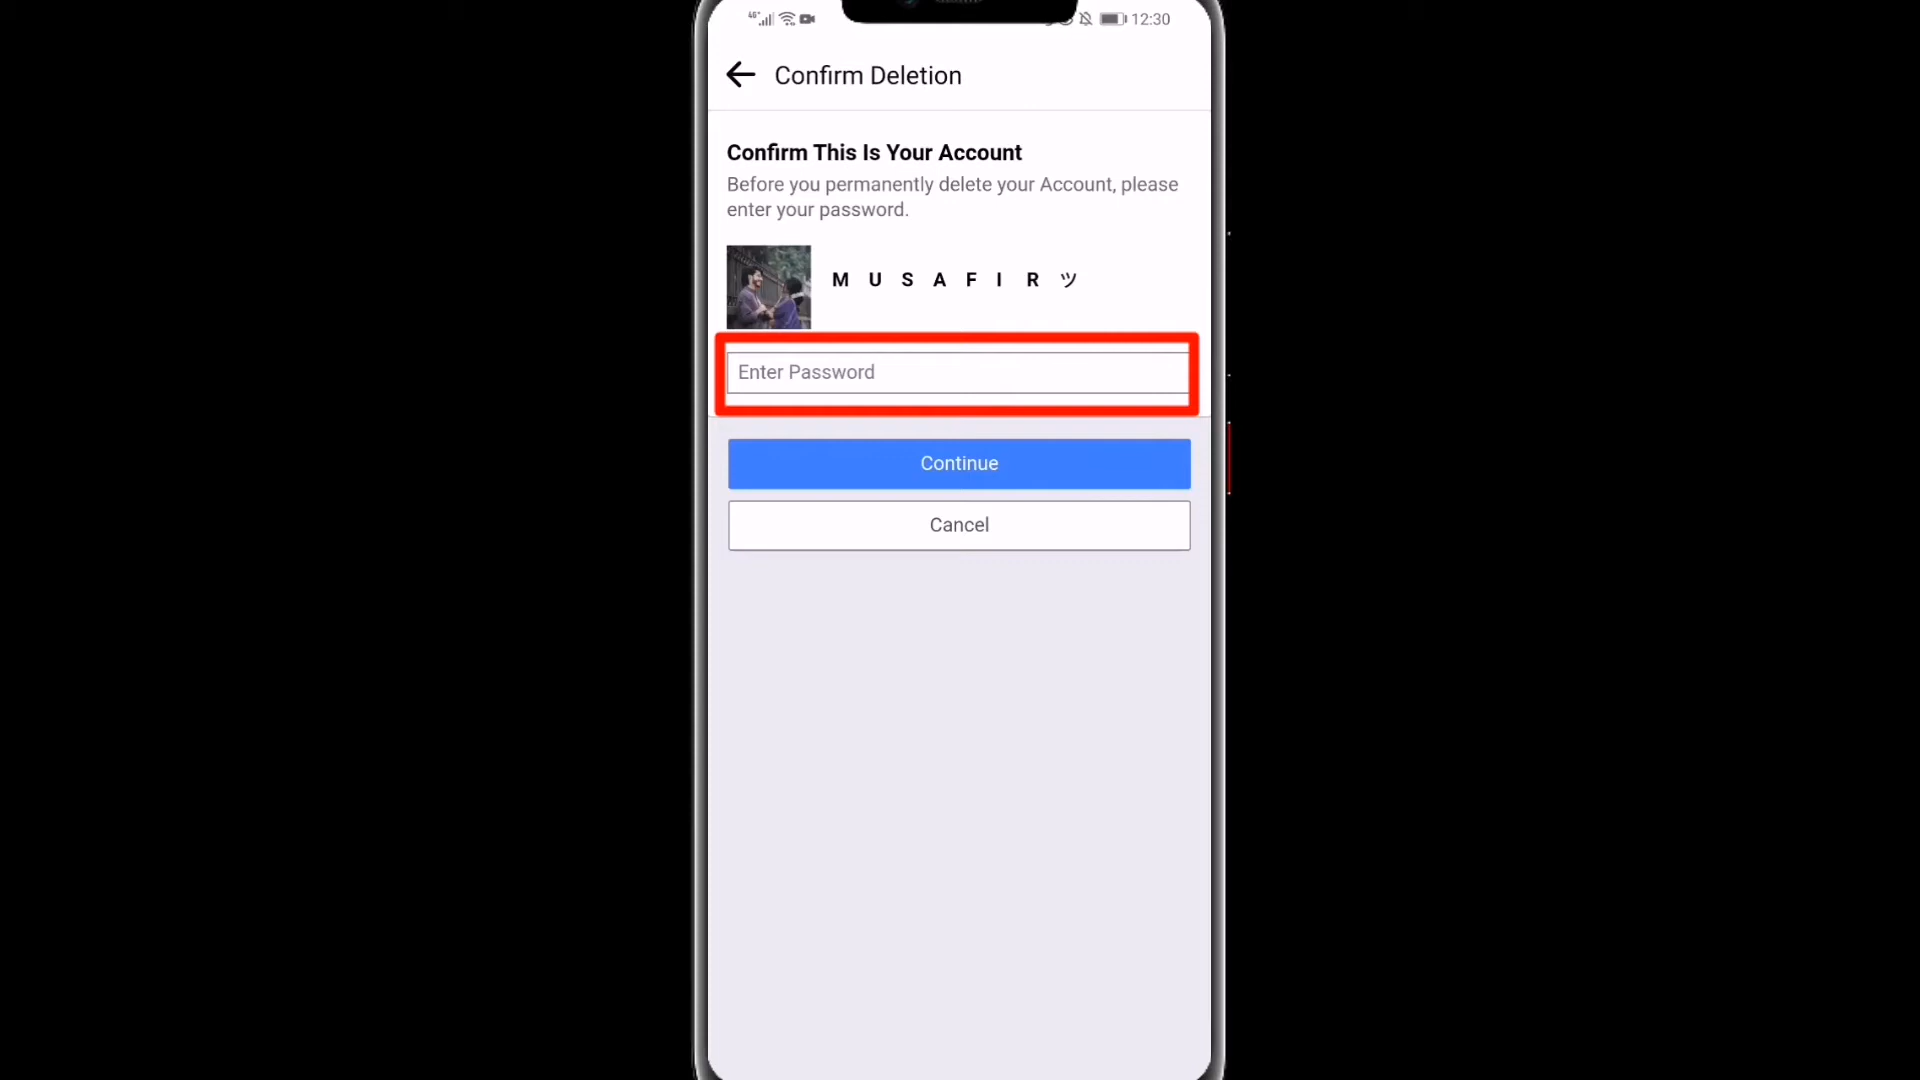 4G+ 12:30
Confirm Deletion
Confirm This Is Your Account
Before you permanently delete your Account, please
enter your password.
M U S A F I R ツ
Enter Password
Continue
Cancel